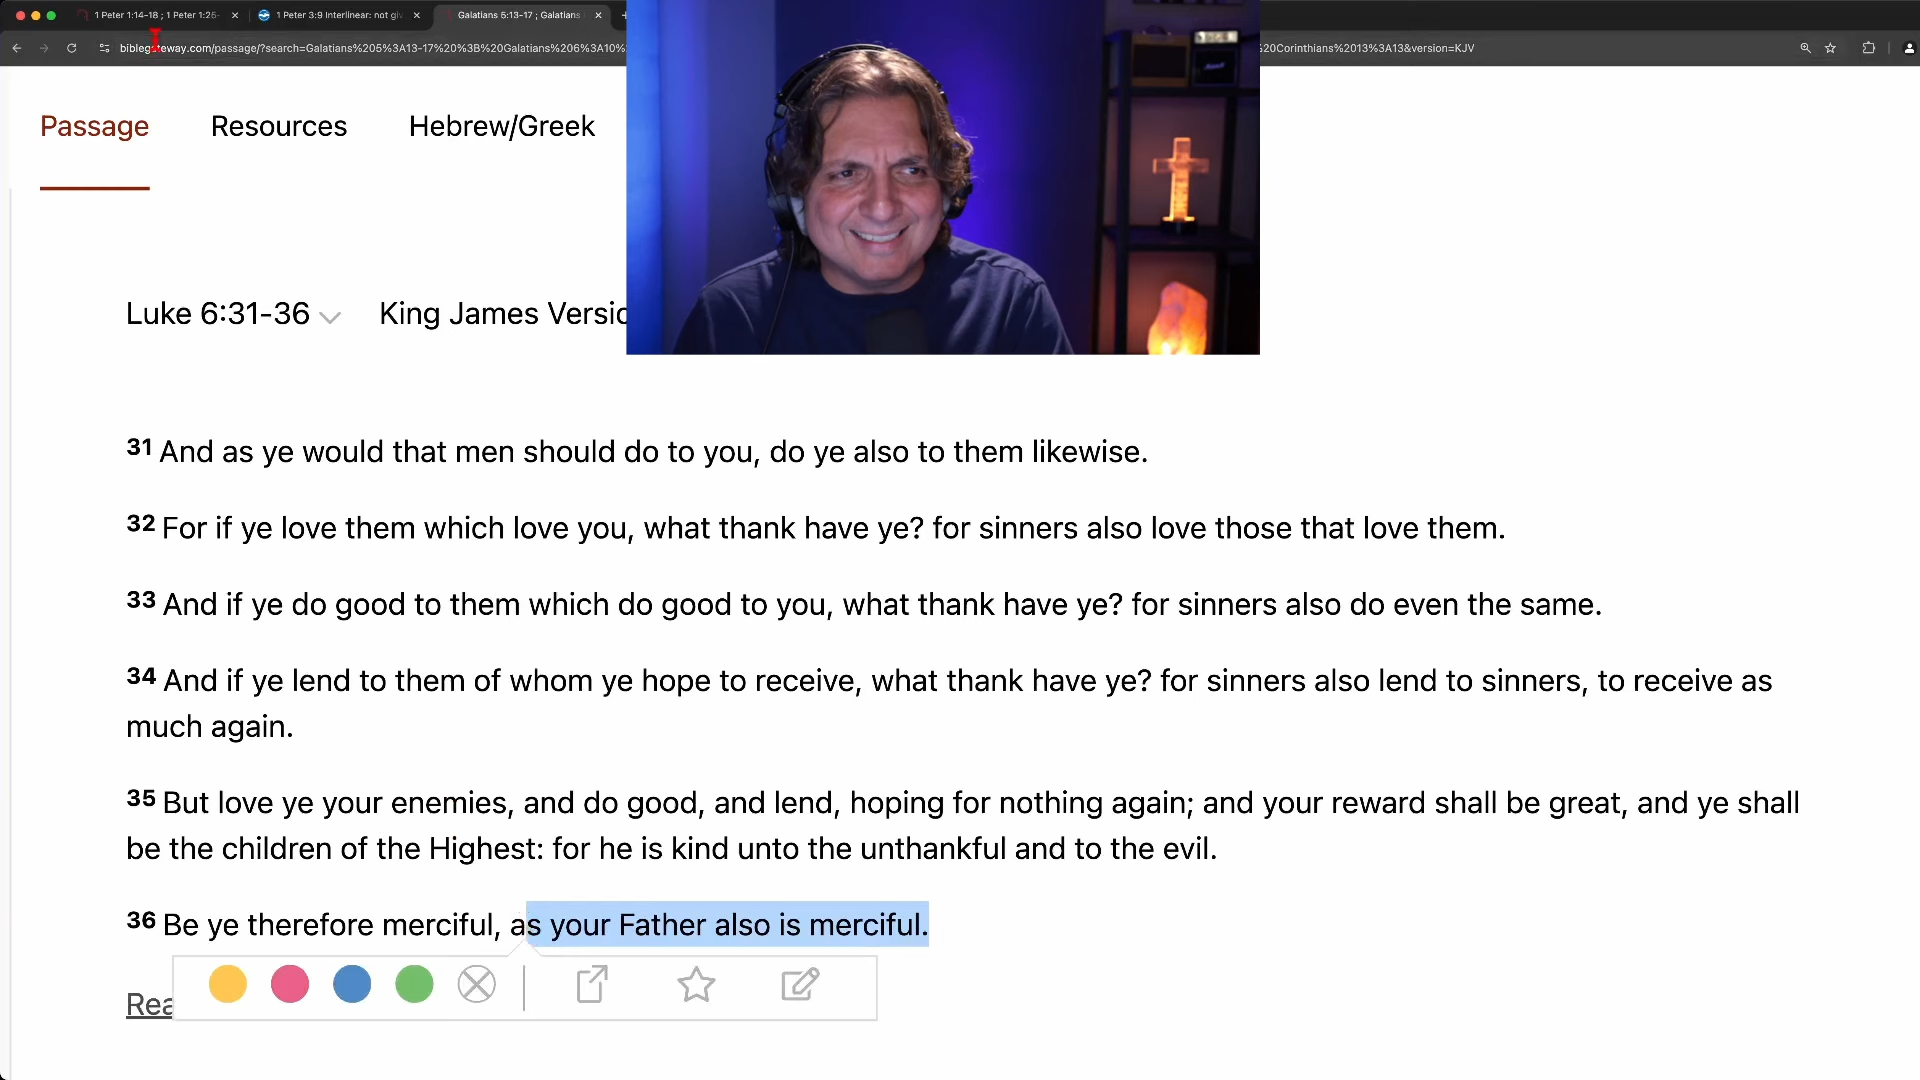 1 Peter 1:14-18 ; 1 Peter 1:25-
1 Peter 3:9 Interlinear: not giv
Galatians 5:13-17 ; Galatians
biblegateway.com/passage/?search=Galatians%205%3A13-17%20%3B%20Galatians%206%3A10%
%20Corinthians%2013%3A13&version=KJV
Passage
Resources
Hebrew/Greek
Luke 6:31-36
King James Versio
31 And as ye would that men should do to you, do ye also to them likewise.
32 For if ye love them which love you, what thank have ye? for sinners also love those that love them.
33 And if ye do good to them which do good to you, what thank have ye? for sinners also do even the same.
34 And if ye lend to them of whom ye hope to receive, what thank have ye? for sinners also lend to sinners, to receive as
much again.
35 But love ye your enemies, and do good, and lend, hoping for nothing again; and your reward shall be great, and ye shall
be the children of the Highest: for he is kind unto the unthankful and to the evil.
36 Be ye therefore merciful, as your Father also is merciful.
Rea